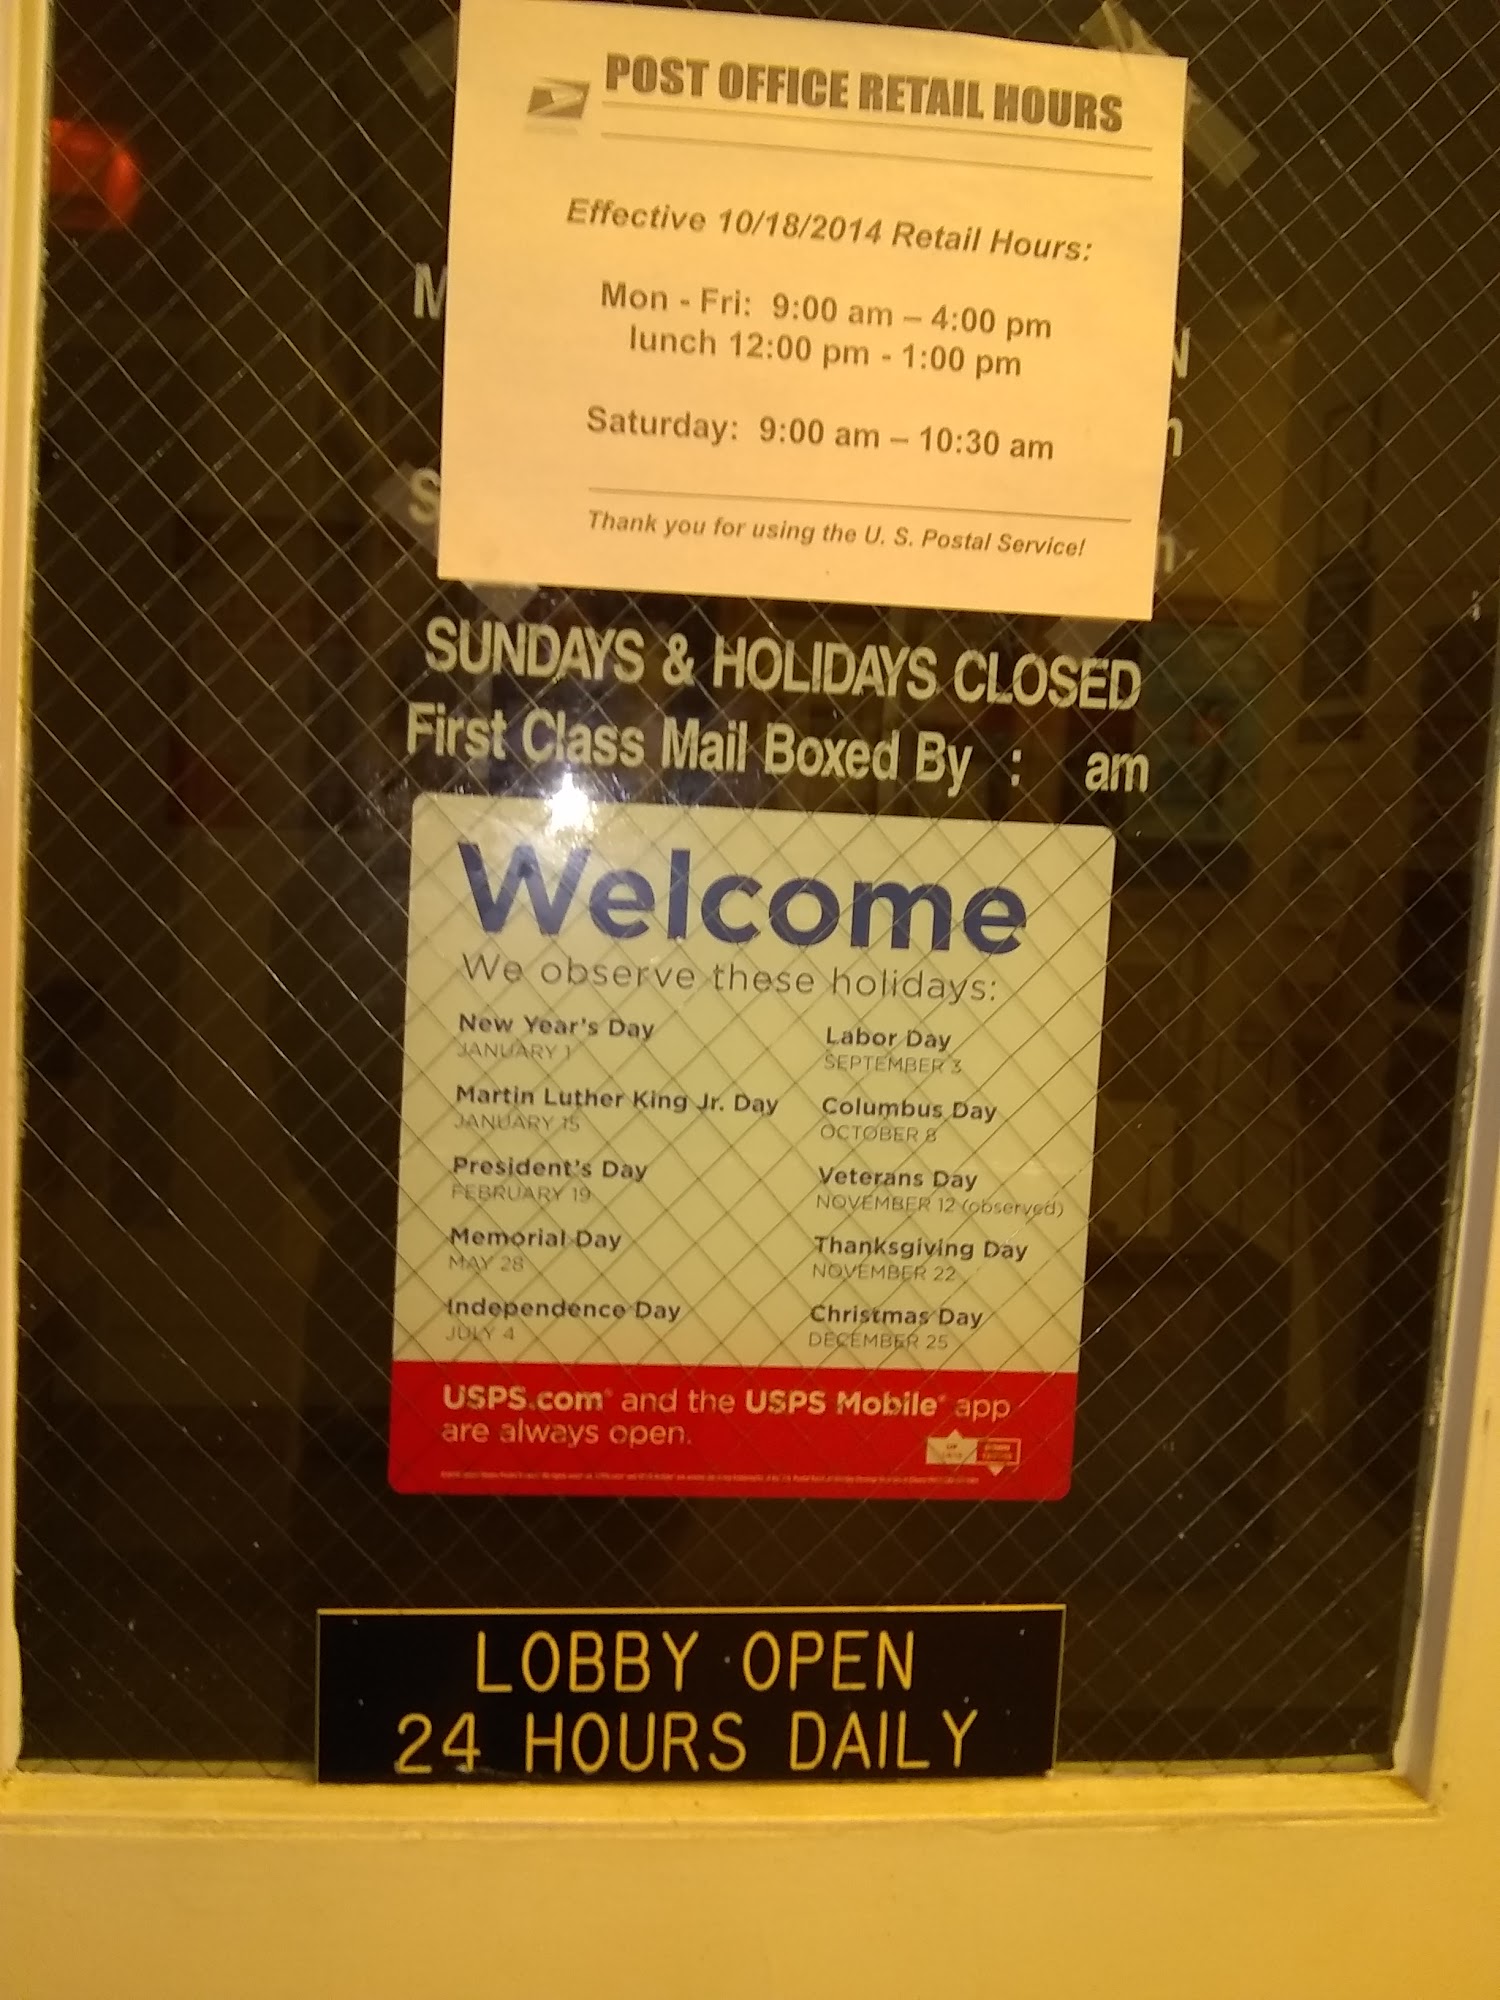 POST OFFICE RETAIL HOURS
Effective 10/18/2014 Retail Hours:
Mon - Fri: 9:00 am – 4:00 pm
lunch 12:00 pm - 1:00 pm
Saturday: 9:00 am – 10:30 am
Thank you for using the U. S. Postal Service!
SUNDAYS & HOLIDAYS CLOSED
First Class Mail Boxed By : am
Welcome
We observe these holidays:
New Year's Day
JANUARY 1
Martin Luther King Jr. Day
JANUARY 15
President's Day
FEBRUARY 19
Memorial Day
MAY 28
Independence Day
JULY 4
Labor Day
SEPTEMBER 3
Columbus Day
OCTOBER 8
Veterans Day
NOVEMBER 12 (observed)
Thanksgiving Day
NOVEMBER 22
Christmas Day
DECEMBER 25
USPS.com® and the USPS Mobile® app
are always open.
LOBBY OPEN
24 HOURS DAILY